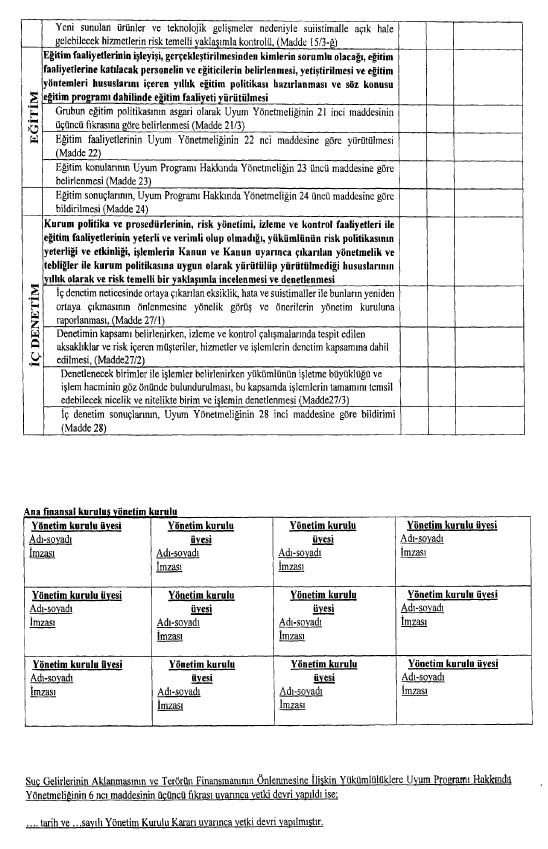 Yeni sunulan ürünler ve teknolojik gelişmeler nedeniyle suiistimalle açık hale
gelebilecek hizmetlerin risk temelli yaklaşımla kontrolü, (Madde 15/3-ğ)
EĞİTİM
Eğitim faaliyetlerinin işleyişi, gerçekleştirilmesinden kimlerin sorumlu olacağı, eğitim
faaliyetlerine katılacak personelin ve eğiticilerin belirlenmesi, yetiştirilmesi ve eğitim
yöntemleri hususlarını içeren yıllık eğitim politikası hazırlanması ve söz konusu
eğitim programı dahilinde eğitim faaliyeti yürütülmesi
Grubun eğitim politikasının asgari olarak Uyum Yönetmeliğinin 21 inci maddesinin
üçüncü fıkrasına göre belirlenmesi (Madde 21/3)
Eğitim faaliyetlerinin Uyum Yönetmeliğinin 22 nci maddesine göre yürütülmesi
(Madde 22)
Eğitim konularının Uyum Programı Hakkında Yönetmeliğin 23 üncü maddesine göre
belirlenmesi (Madde 23)
Eğitim sonuçlarının, Uyum Programı Hakkında Yönetmeliğin 24 üncü maddesine göre
bildirilmesi (Madde 24)
İÇ DENETİM
Kurum politika ve prosedürlerinin, risk yönetimi, izleme ve kontrol faaliyetleri ile
eğitim faaliyetlerinin yeterli ve verimli olup olmadığı, yükümlünün risk politikasının
yeterliği ve etkinliği, işlemlerin Kanun ve Kanun uyarınca çıkarılan yönetmelik ve
tebliğler ile kurum politikasına uygun olarak yürütülüp yürütülmediği hususlarının
yıllık olarak ve risk temelli bir yaklaşımla incelenmesi ve denetlenmesi
İç denetim neticesinde ortaya çıkarılan eksiklik, hata ve suistimaller ile bunların yeniden
ortaya çıkmasının önlenmesine yönelik görüş ve önerilerin yönetim kuruluna
raporlanması, (Madde 27/1)
Denetimin kapsamı belirlenirken, izleme ve kontrol çalışmalarında tespit edilen
aksaklıklar ve risk içeren müşteriler, hizmetler ve işlemlerin denetim kapsamına dahil
edilmesi, (Madde27/2)
Denetlenecek birimler ile işlemler belirlenirken yükümlünün işletme büyüklüğü ve
işlem hacminin göz önünde bulundurulması, bu kapsamda işlemlerin tamamını temsil
edebilecek nicelik ve nitelikte birim ve işlemin denetlenmesi (Madde27/3)
İç denetim sonuçlarının, Uyum Yönetmeliğinin 28 inci maddesine göre bildirimi
(Madde 28)
Ana finansal kuruluş yönetim kurulu
Yönetim kurulu üyesi
Adı-soyadı
İmzası
Yönetim kurulu
üyesi
Adı-soyadı
İmzası
Yönetim kurulu
üyesi
Adı-soyadı
İmzası
Yönetim kurulu üyesi
Adı-soyadı
İmzası
Yönetim kurulu üyesi
Adı-soyadı
İmzası
Yönetim kurulu
üyesi
Adı-soyadı
İmzası
Yönetim kurulu
üyesi
Adı-soyadı
İmzası
Yönetim kurulu üyesi
Adı-soyadı
İmzası
Yönetim kurulu üyesi
Adı-soyadı
İmzası
Yönetim kurulu
üyesi
Adı-soyadı
İmzası
Yönetim kurulu
üyesi
Adı-soyadı
İmzası
Yönetim kurulu üyesi
Adı-soyadı
İmzası
Suç Gelirlerinin Aklanmasının ve Terörün Finansmanının Önlenmesine İlişkin Yükümlülüklere Uyum Programı Hakkında
Yönetmeliğinin 6 ncı maddesinin üçüncü fıkrası uyarınca yetki devri yapıldı ise;
.... tarih ve ...sayılı Yönetim Kurulu Kararı uyarınca yetki devri yapılmıştır.